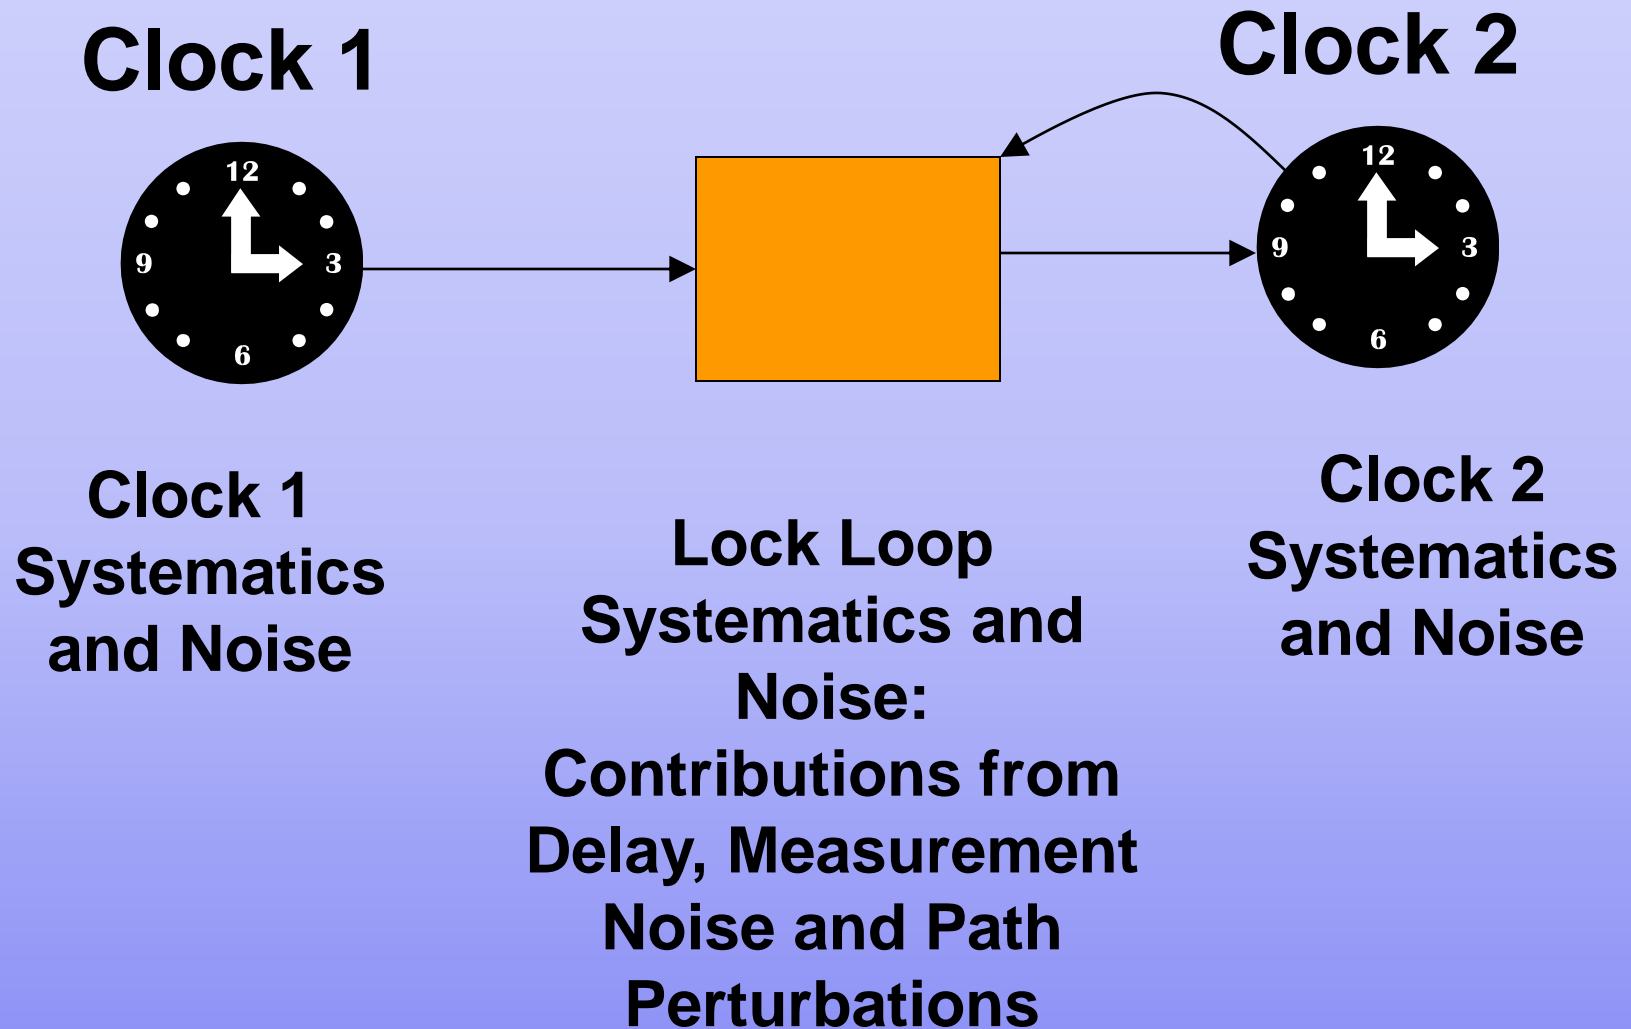 Clock 1
Clock 2
12
9
3
6
12
9
3
6
Clock 1
Systematics
and Noise
Lock Loop
Systematics and
Noise:
Contributions from
Delay, Measurement
Noise and Path
Perturbations
Clock 2
Systematics
and Noise